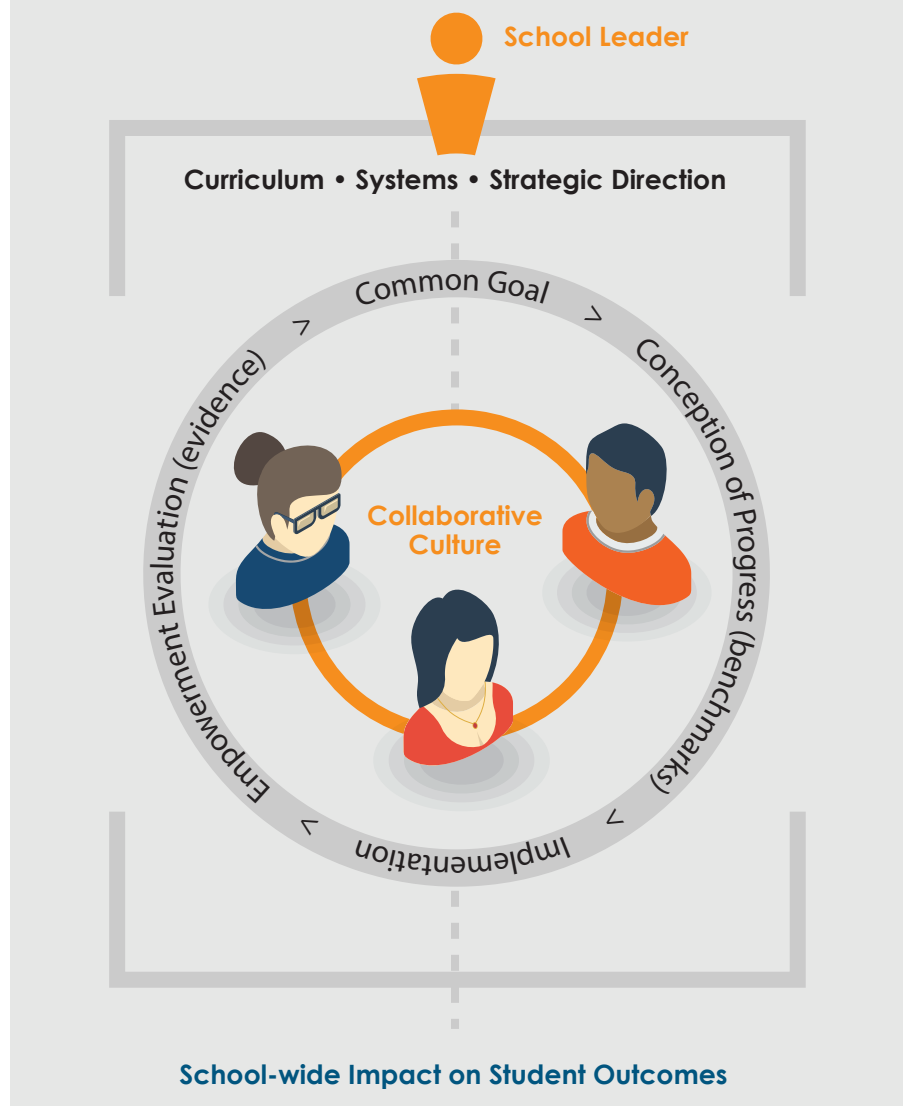 School Leader
Curriculum • Systems • Strategic Direction
Common Goal
>
Conception of Progress (benchmarks)
>
Implementation
>
Empowerment Evaluation (evidence)
>
Collaborative
Culture
School-wide Impact on Student Outcomes